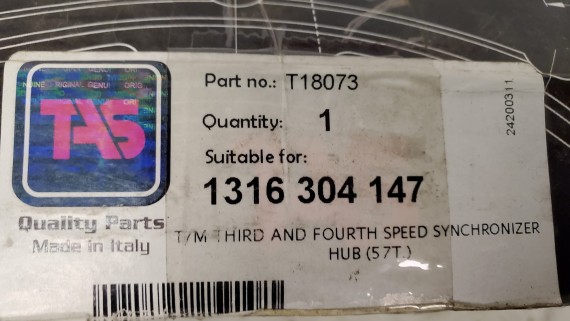 Part no.: T18073
Quantity: 1
Suitable for:
1316 304 147
T/M THIRD AND FOURTH SPEED SYNCHRONIZER
HUB (57T.)
TAS
Quality Parts
Made in Italy
24200311